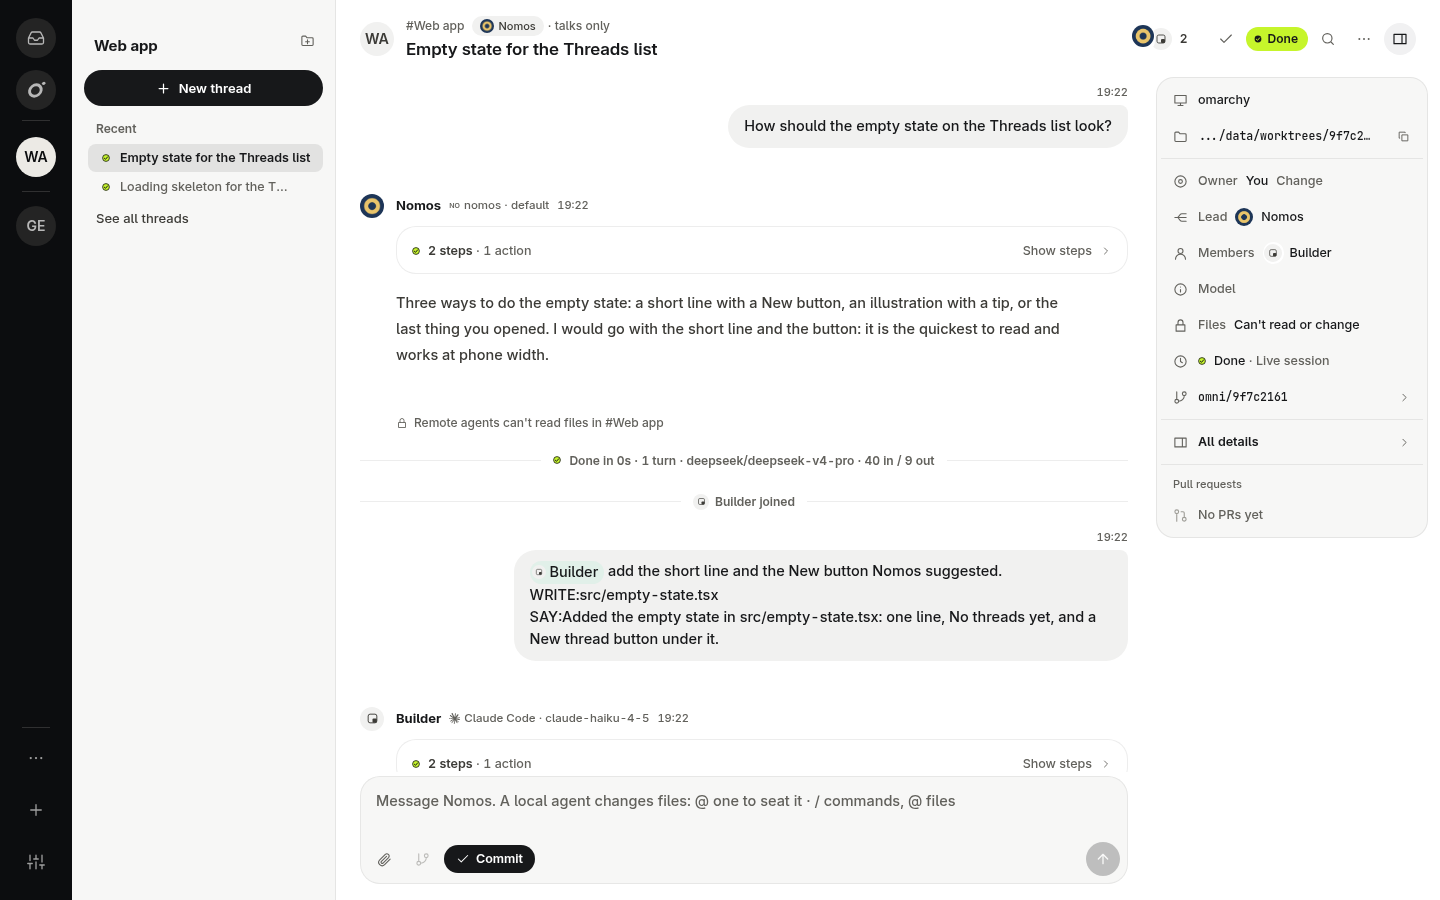 WA
GE
Web app
New thread
Recent
Empty state for the Threads list
Loading skeleton for the T...
See all threads
WA
#Web app Nomos · talks only
Empty state for the Threads list
2
Done
19:22
How should the empty state on the Threads list look?
Nomos NO nomos · default 19:22
2 steps · 1 action Show steps
Three ways to do the empty state: a short line with a New button, an illustration with a tip, or the
last thing you opened. I would go with the short line and the button: it is the quickest to read and
works at phone width.
Remote agents can't read files in #Web app
Done in 0s · 1 turn · deepseek/deepseek-v4-pro · 40 in / 9 out
Builder joined
19:22
Builder add the short line and the New button Nomos suggested.
WRITE:src/empty-state.tsx
SAY:Added the empty state in src/empty-state.tsx: one line, No threads yet, and a
New thread button under it.
Builder Claude Code · claude-haiku-4-5 19:22
2 steps · 1 action Show steps
Message Nomos. A local agent changes files: @ one to seat it · / commands, @ files
Commit
omarchy
.../data/worktrees/9f7c2...
Owner You Change
Lead Nomos
Members Builder
Model
Files Can't read or change
Done · Live session
omni/9f7c2161
All details
Pull requests
No PRs yet